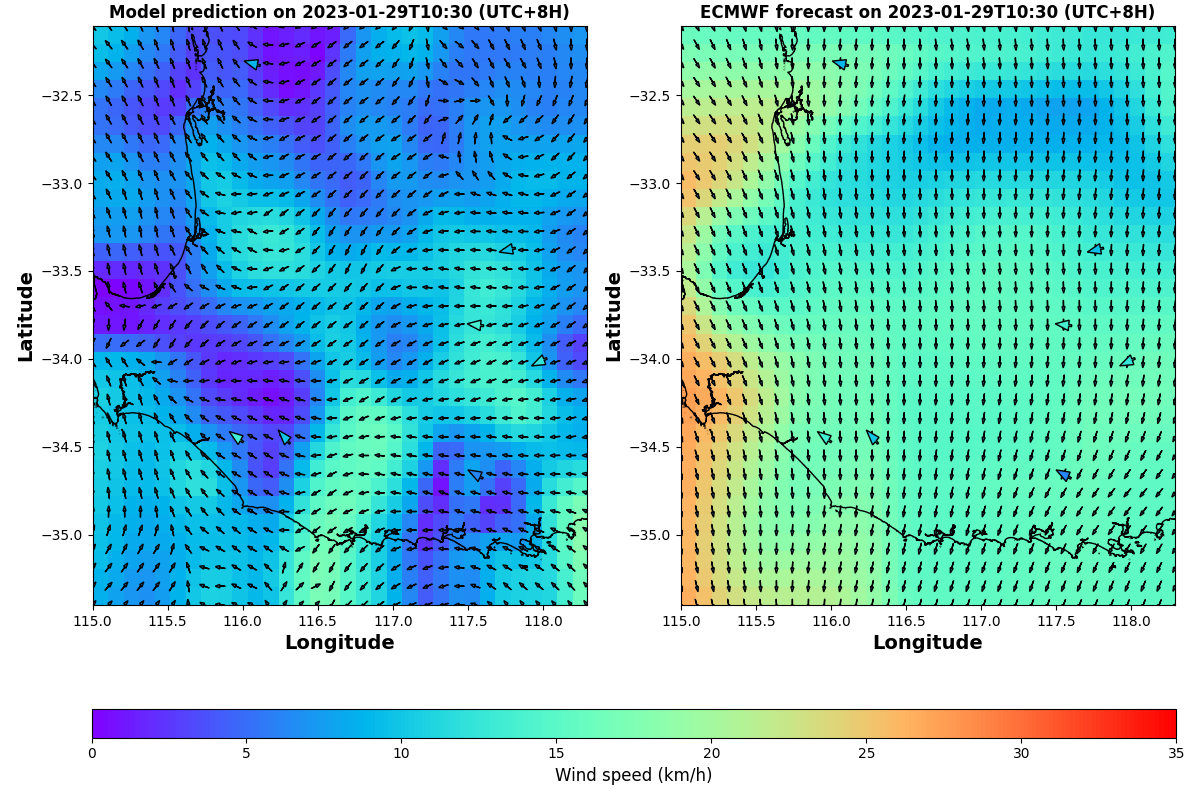 Model prediction on 2023-01-29T10:30 (UTC+8H)
ECMWF forecast on 2023-01-29T10:30 (UTC+8H)
Latitude
−32.5
−33.0
−33.5
−34.0
−34.5
−35.0
115.0 115.5 116.0 116.5 117.0 117.5 118.0
Longitude
Latitude
−32.5
−33.0
−33.5
−34.0
−34.5
−35.0
115.0 115.5 116.0 116.5 117.0 117.5 118.0
Longitude
0 5 10 15 20 25 30 35
Wind speed (km/h)